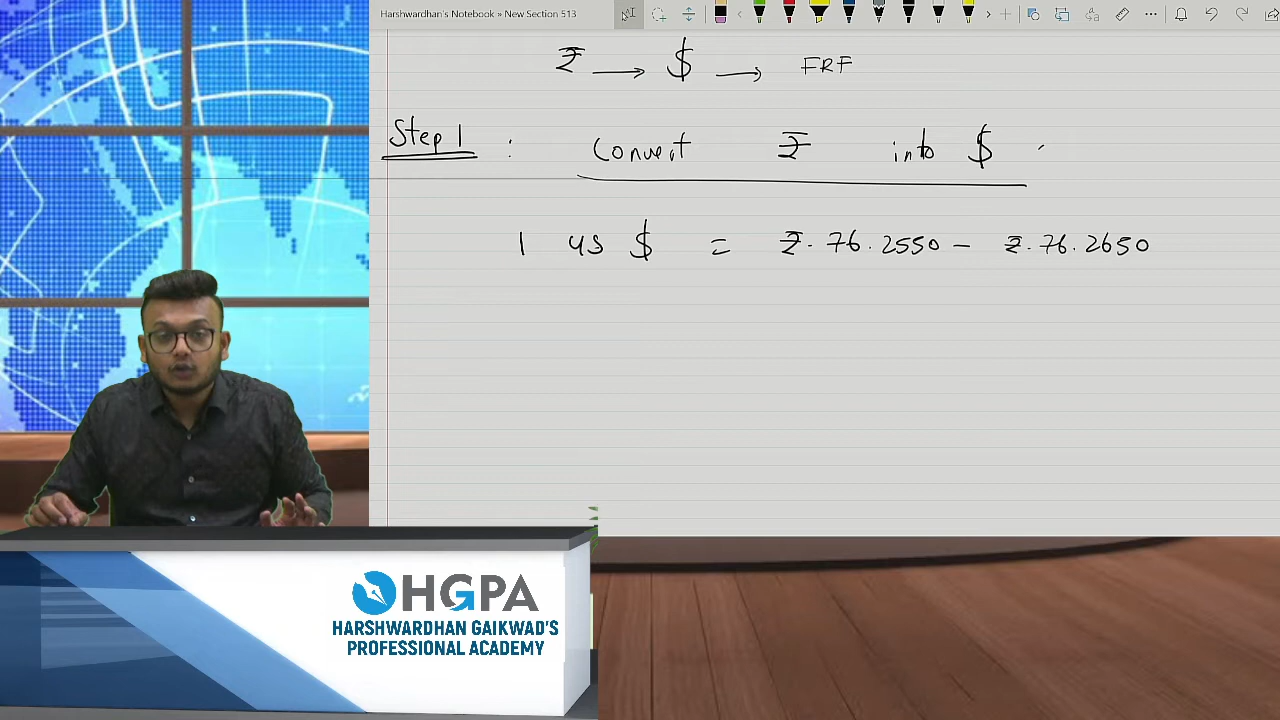 Harshwardhan's Notebook » New Section 513
₹ → $ → FRF
Step 1 : Convert ₹ into $
1 US $ = ₹. 76.2550 – ₹. 76.2650
HGPA
HARSHWARDHAN GAIKWAD'S
PROFESSIONAL ACADEMY